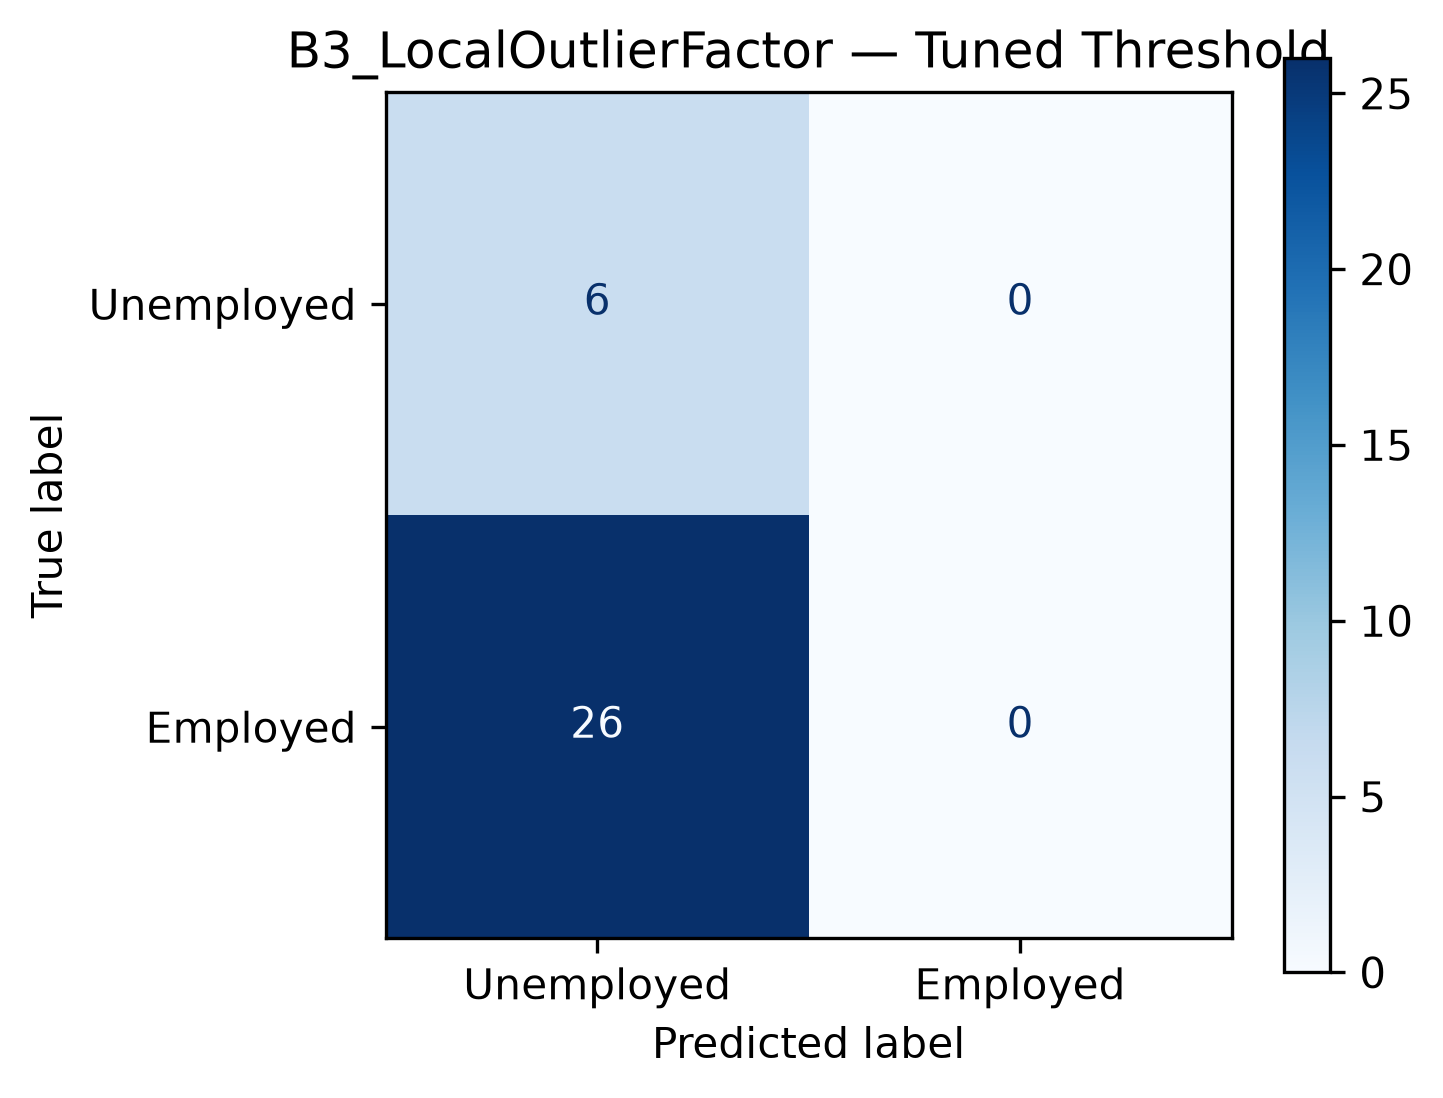 B3_LocalOutlierFactor — Tuned Threshold
25
20
15
10
5
0
True label
Unemployed
6
0
Employed
26
0
Unemployed
Employed
Predicted label